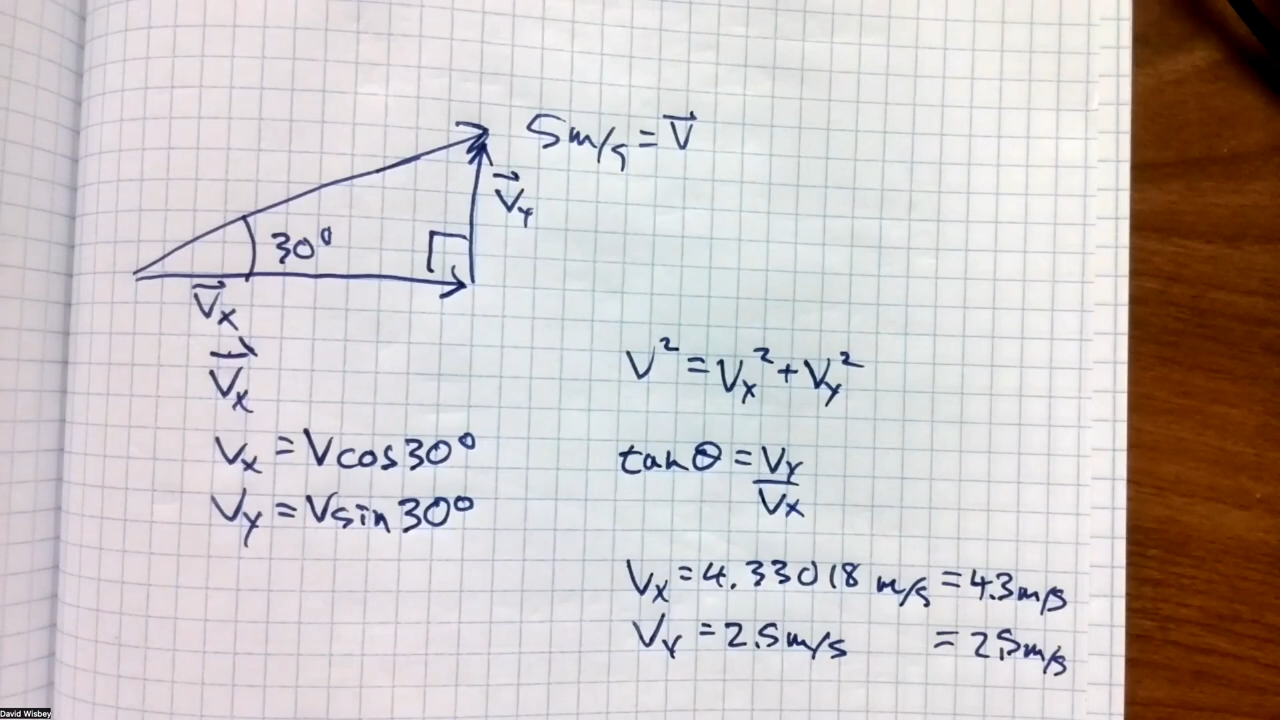 5m/s = V⃗
V⃗y
30°
V⃗x
V⃗x
Vx = Vcos30°
Vy = Vsin30°
V² = Vx² + Vy²
tanθ = Vy/Vx
Vx = 4.33018 m/s = 4.3m/s
Vy = 2.5m/s = 2.5m/s
David Wisbey